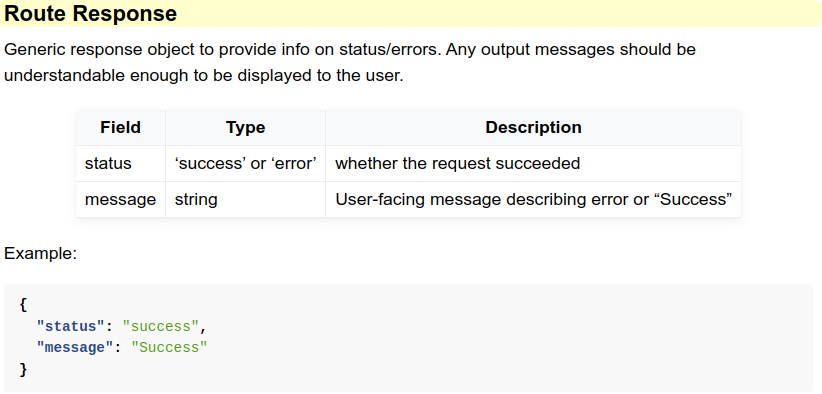 Route Response
Generic response object to provide info on status/errors. Any output messages should be
understandable enough to be displayed to the user.
Field Type Description
status ‘success’ or ‘error’ whether the request succeeded
message string User-facing message describing error or “Success”
Example:
{
  "status": "success",
  "message": "Success"
}